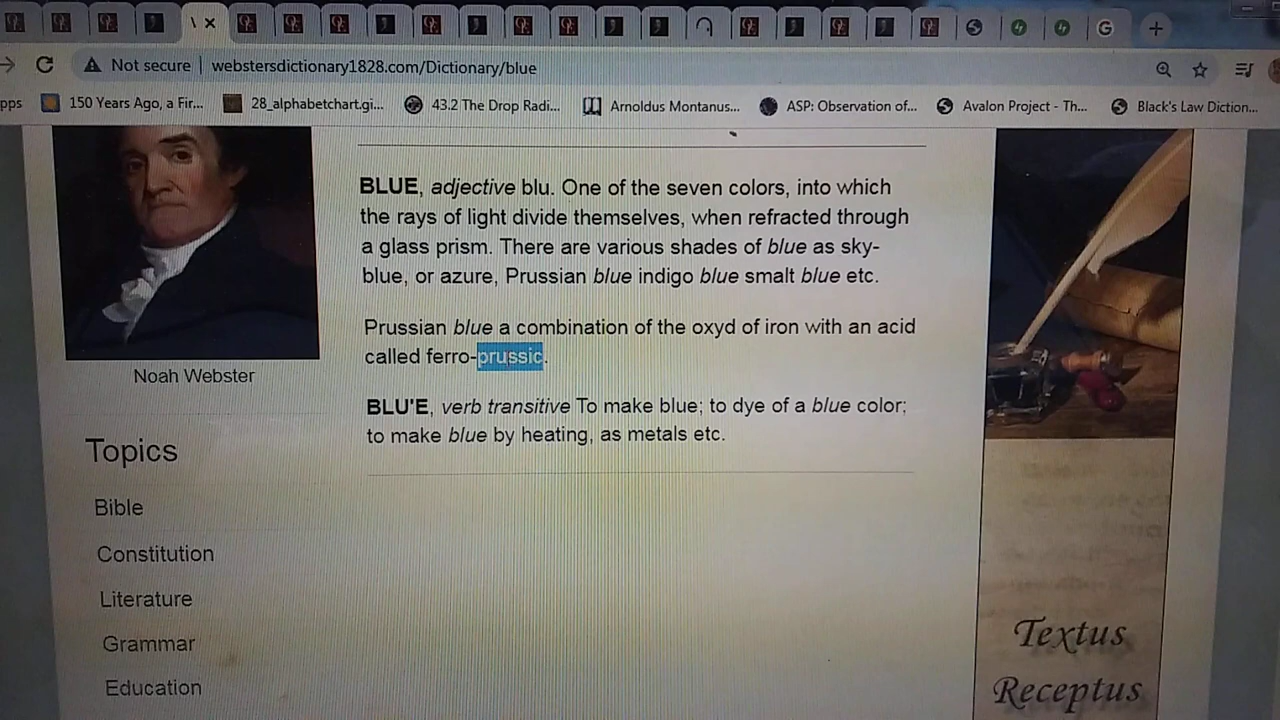 Not secure | webstersdictionary1828.com/Dictionary/blue
pps 150 Years Ago, a Fir... 28_alphabetchart.gi... 43.2 The Drop Radi... Arnoldus Montanus... ASP: Observation of... Avalon Project - Th... Black's Law Diction...
BLUE, adjective blu. One of the seven colors, into which
the rays of light divide themselves, when refracted through
a glass prism. There are various shades of blue as sky-
blue, or azure, Prussian blue indigo blue smalt blue etc.
Prussian blue a combination of the oxyd of iron with an acid
called ferro-prussic.
Noah Webster
BLU'E, verb transitive To make blue; to dye of a blue color;
to make blue by heating, as metals etc.
Topics
Bible
Constitution
Literature
Grammar
Education
Textus
Receptus